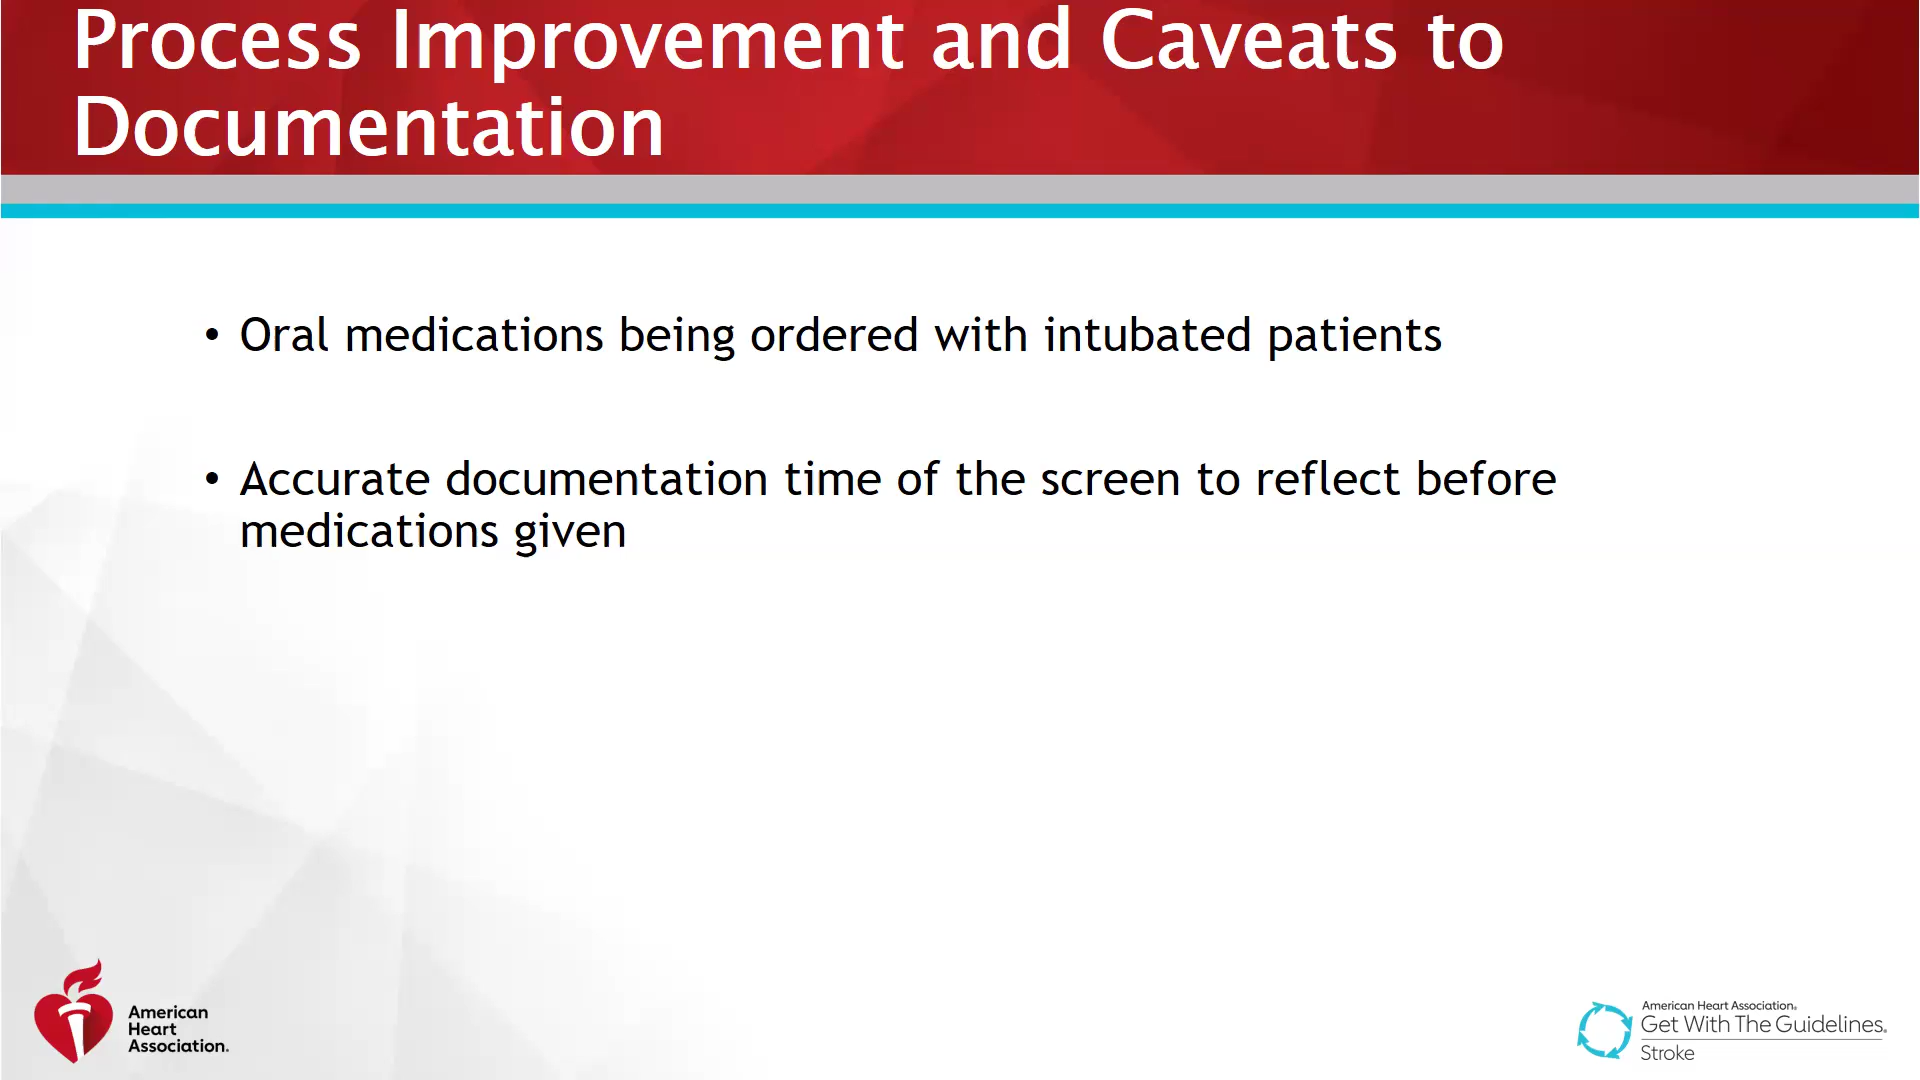 Process Improvement and Caveats to
Documentation
• Oral medications being ordered with intubated patients
• Accurate documentation time of the screen to reflect before
medications given
American
Heart
Association.
American Heart Association.
Get With The Guidelines.
Stroke